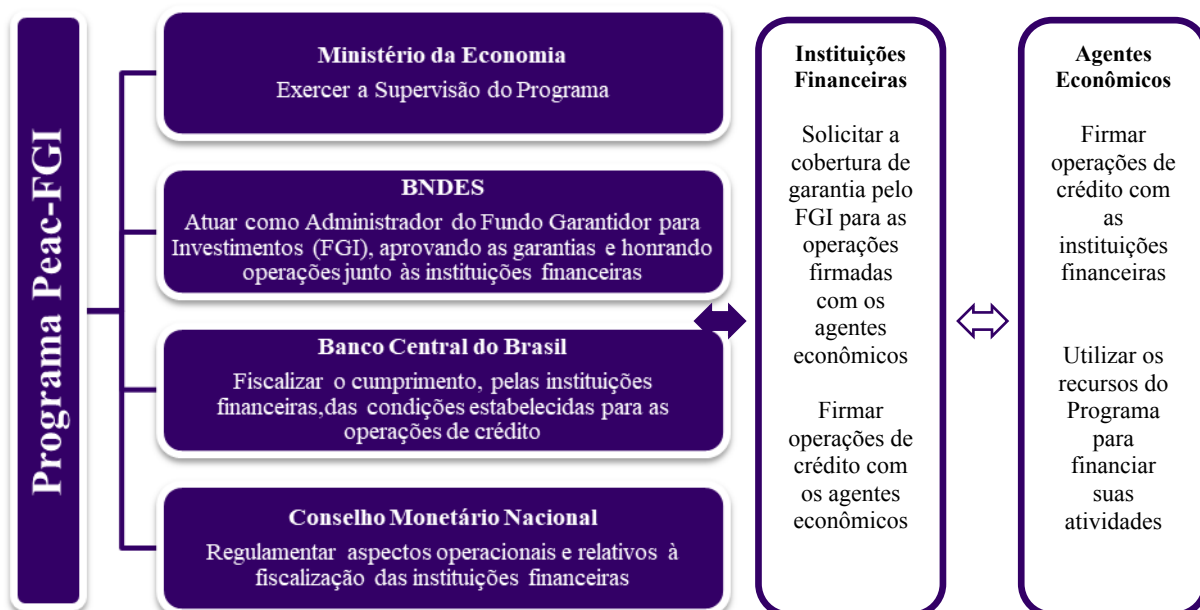 Programa Peac-FGI
Ministério da Economia
Exercer a Supervisão do Programa
BNDES
Atuar como Administrador do Fundo Garantidor para
Investimentos (FGI), aprovando as garantias e honrando
operações junto às instituições financeiras
Banco Central do Brasil
Fiscalizar o cumprimento, pelas instituições
financeiras,das condições estabelecidas para as
operações de crédito
Conselho Monetário Nacional
Regulamentar aspectos operacionais e relativos à
fiscalização das instituições financeiras
Instituições
Financeiras
Solicitar a
cobertura de
garantia pelo
FGI para as
operações
firmadas
com os
agentes
econômicos
Firmar
operações de
crédito com
os agentes
econômicos
Agentes
Econômicos
Firmar
operações de
crédito com
as
instituições
financeiras
Utilizar os
recursos do
Programa
para
financiar
suas
atividades